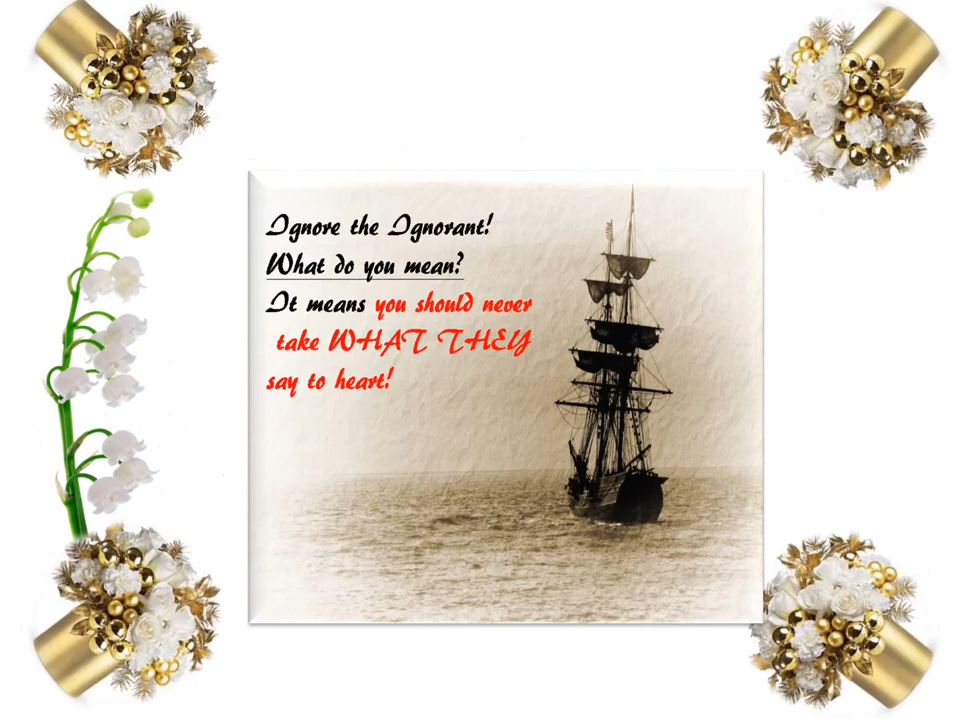 Ignore the Ignorant!
What do you mean?
It means you should never
take WHAT THEY
say to heart!